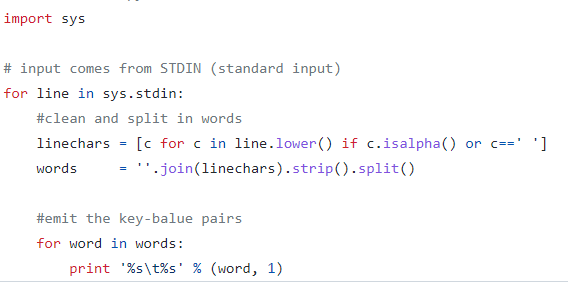 import sys
# input comes from STDIN (standard input)
for line in sys.stdin:
#clean and split in words
linechars = [c for c in line.lower() if c.isalpha() or c==' ']
words     = ''.join(linechars).strip().split()
#emit the key-balue pairs
for word in words:
print '%s\t%s' % (word, 1)